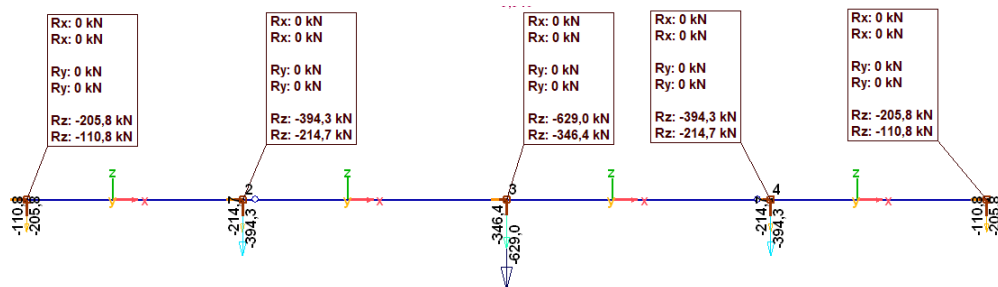 Rx: 0 kN
Rx: 0 kN
Ry: 0 kN
Ry: 0 kN
Rz: -205,8 kN
Rz: -110,8 kN
Rx: 0 kN
Rx: 0 kN
Ry: 0 kN
Ry: 0 kN
Rz: -394,3 kN
Rz: -214,7 kN
Rx: 0 kN
Rx: 0 kN
Ry: 0 kN
Ry: 0 kN
Rz: -629,0 kN
Rz: -346,4 kN
Rx: 0 kN
Rx: 0 kN
Ry: 0 kN
Ry: 0 kN
Rz: -394,3 kN
Rz: -214,7 kN
Rx: 0 kN
Rx: 0 kN
Ry: 0 kN
Ry: 0 kN
Rz: -205,8 kN
Rz: -110,8 kN
z
z
z
z
2
3
4
y
x
y
x
y
x
y
x
-110,8
-205,8
-214,7
-394,3
-346,4
-629,0
-214,7
-394,3
-110,8
-205,8